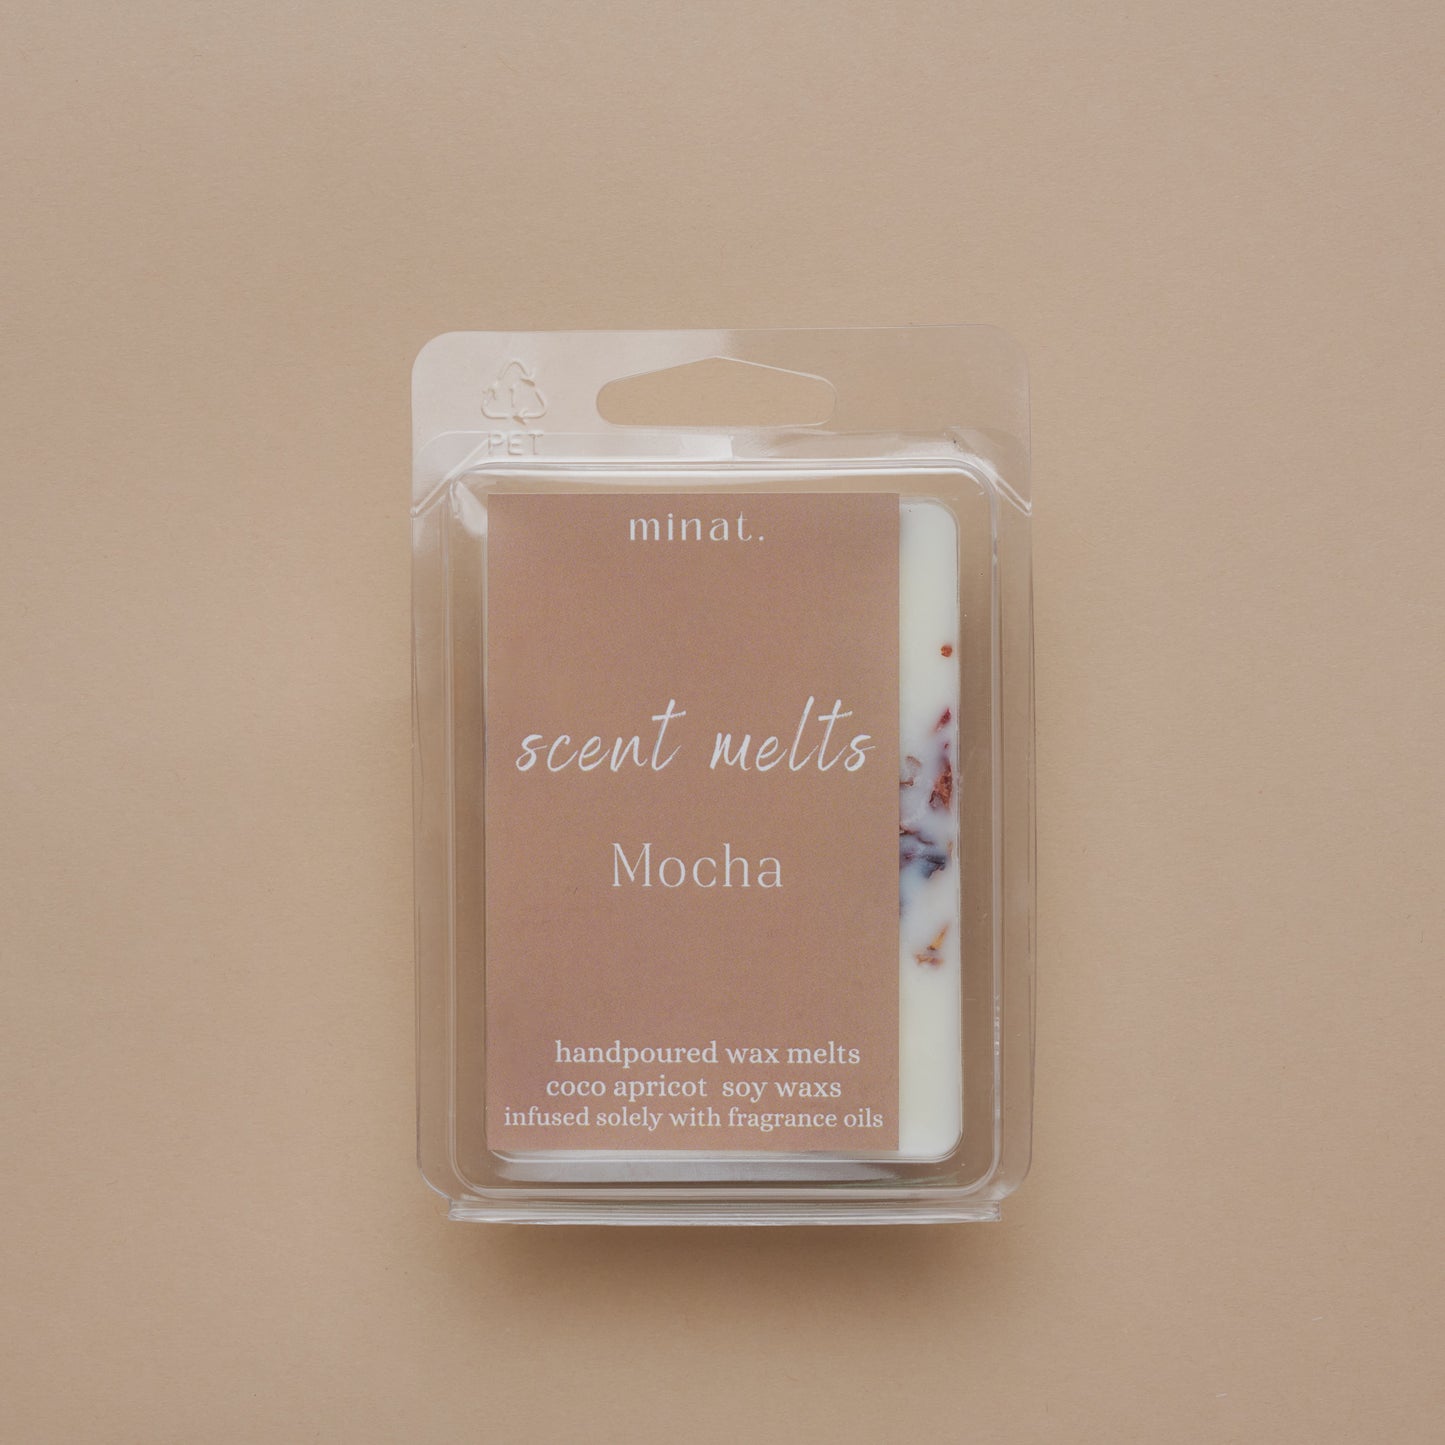 PET
minat.
scent melts
Mocha
handpoured wax melts
coco apricot soy waxs
infused solely with fragrance oils